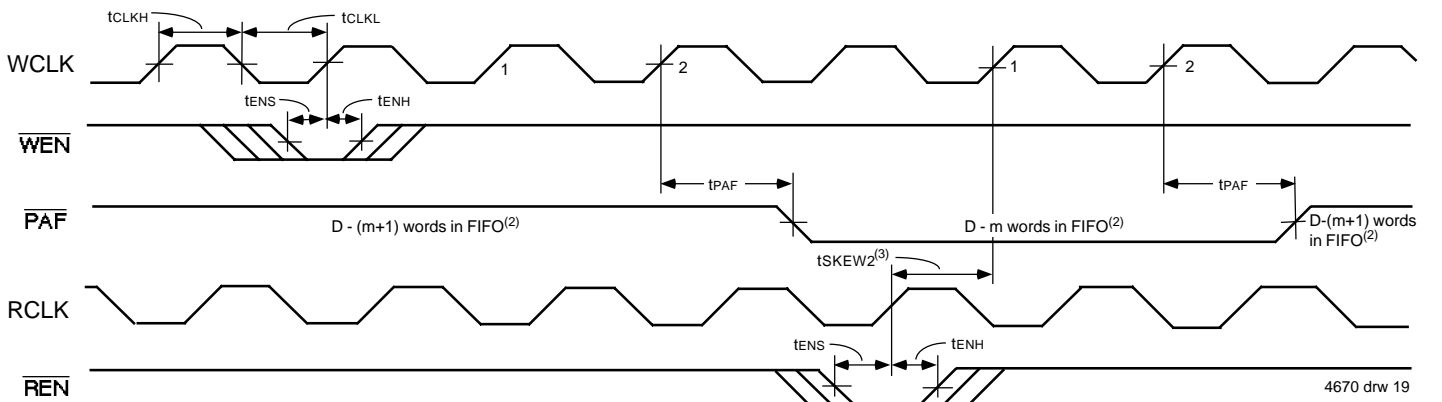 tCLKH tCLKL
WCLK 1 2 1 2
tENS tENH
WEN
tPAF tPAF
PAF D - (m+1) words in FIFO(2) D - m words in FIFO(2) D-(m+1) words
in FIFO(2)
tSKEW2(3)
RCLK
tENS tENH
REN
4670 drw 19